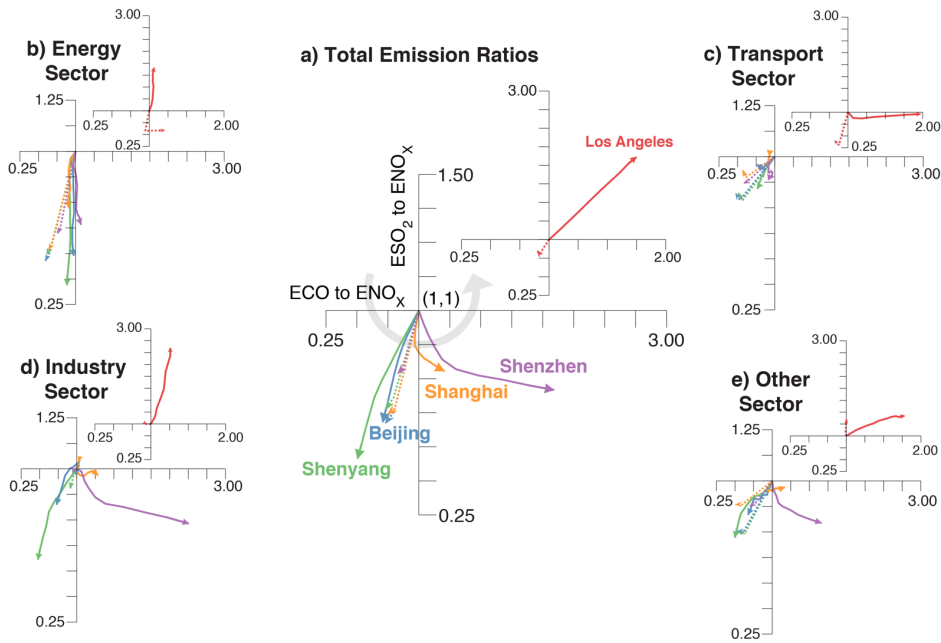 b) Energy
Sector
1.25
0.25
3.00
0.25
3.00
0.25
2.00
0.25
a) Total Emission Ratios
ESO2 to ENOX
1.50
ECO to ENOX
(1,1)
0.25
3.00
0.25
3.00
Los Angeles
0.25
2.00
0.25
Shenzhen
Shanghai
Beijing
Shenyang
c) Transport
Sector
1.25
0.25
3.00
0.25
3.00
0.25
2.00
0.25
d) Industry
Sector
1.25
0.25
3.00
0.25
3.00
0.25
2.00
0.25
e) Other
Sector
1.25
0.25
3.00
0.25
3.00
0.25
2.00
0.25